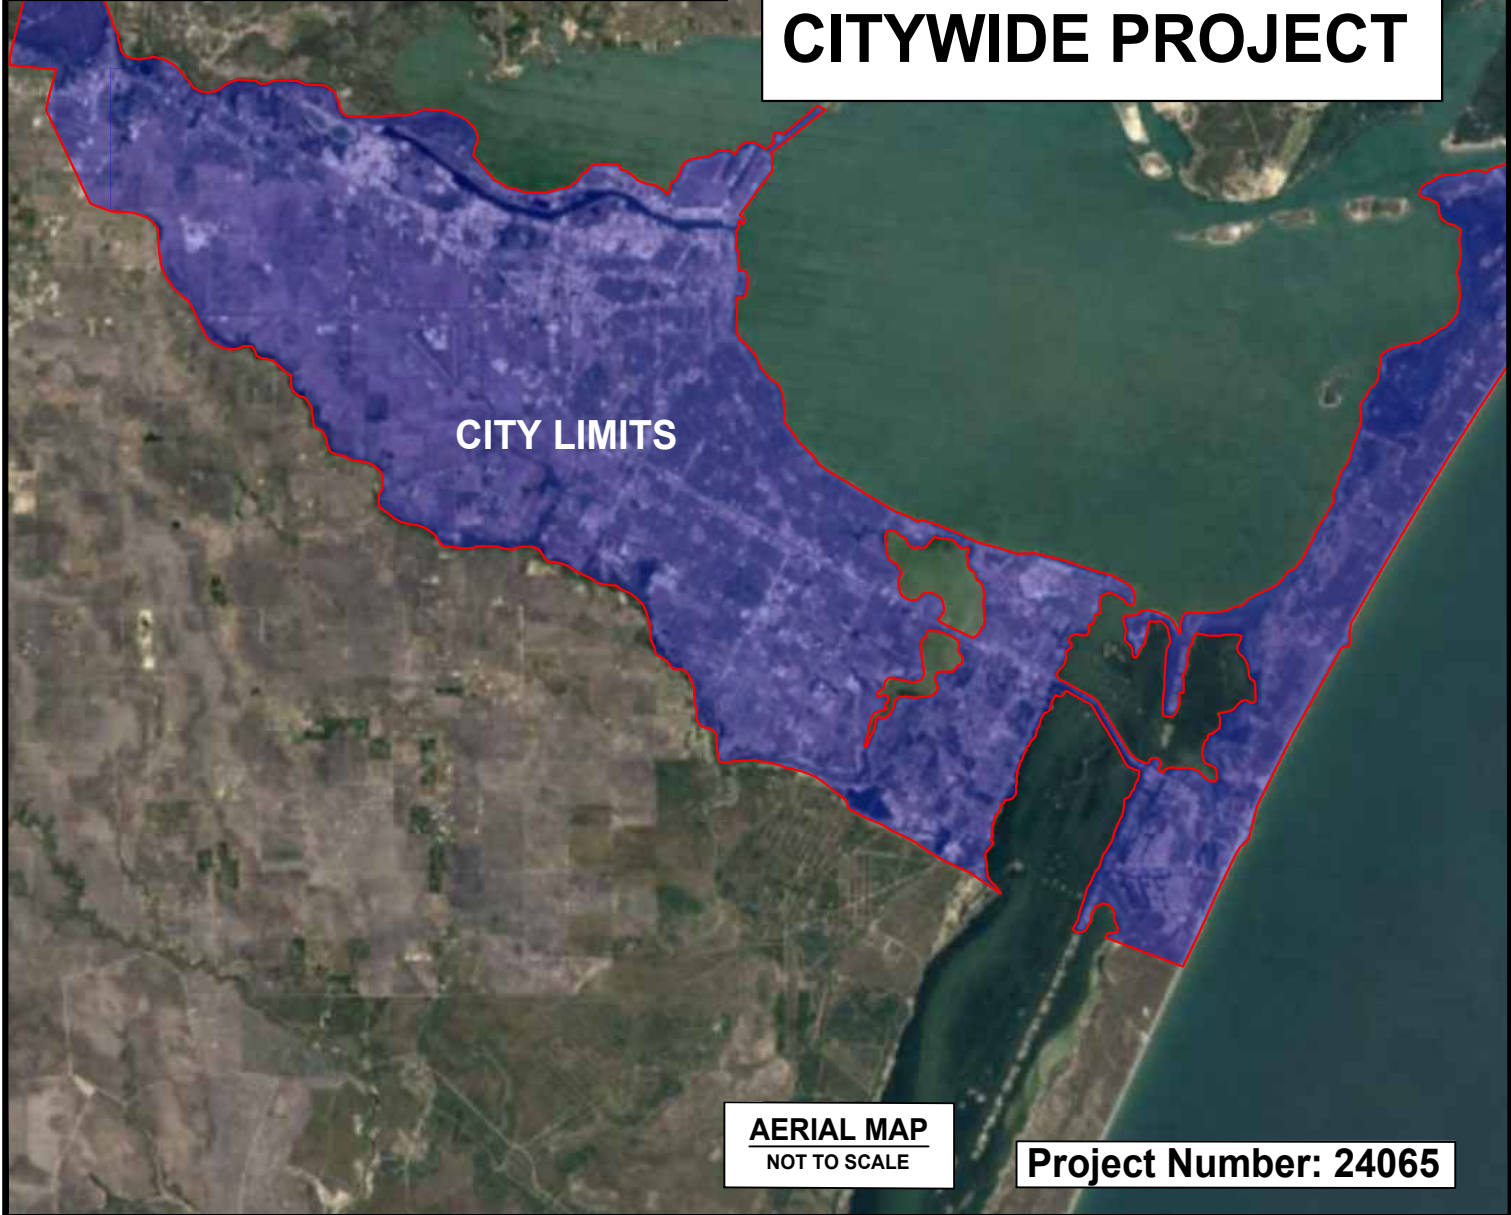 CITYWIDE PROJECT
CITY LIMITS
AERIAL MAP
NOT TO SCALE
Project Number: 24065